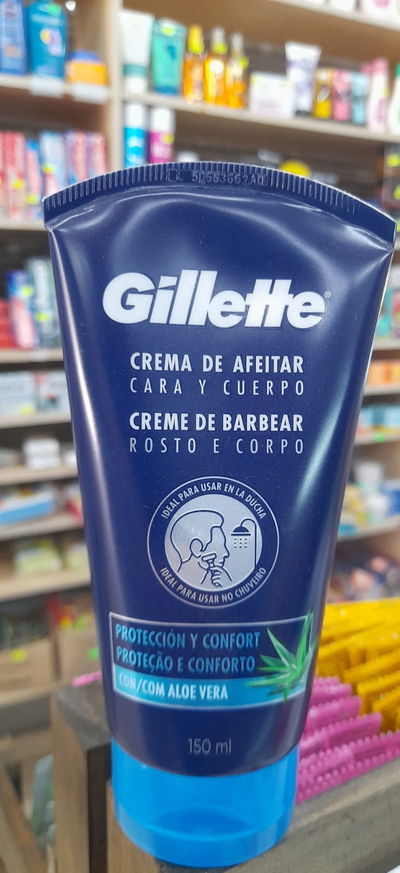 Gillette
CREMA DE AFEITAR
CARA Y CUERPO
CREME DE BARBEAR
ROSTO E CORPO
IDEAL PARA USAR EN LA DUCHA
IDEAL PARA USAR NO CHUVEIRO
PROTECCIÓN Y CONFORT
PROTEÇÃO E CONFORTO
CON/COM ALOE VERA
150 ml